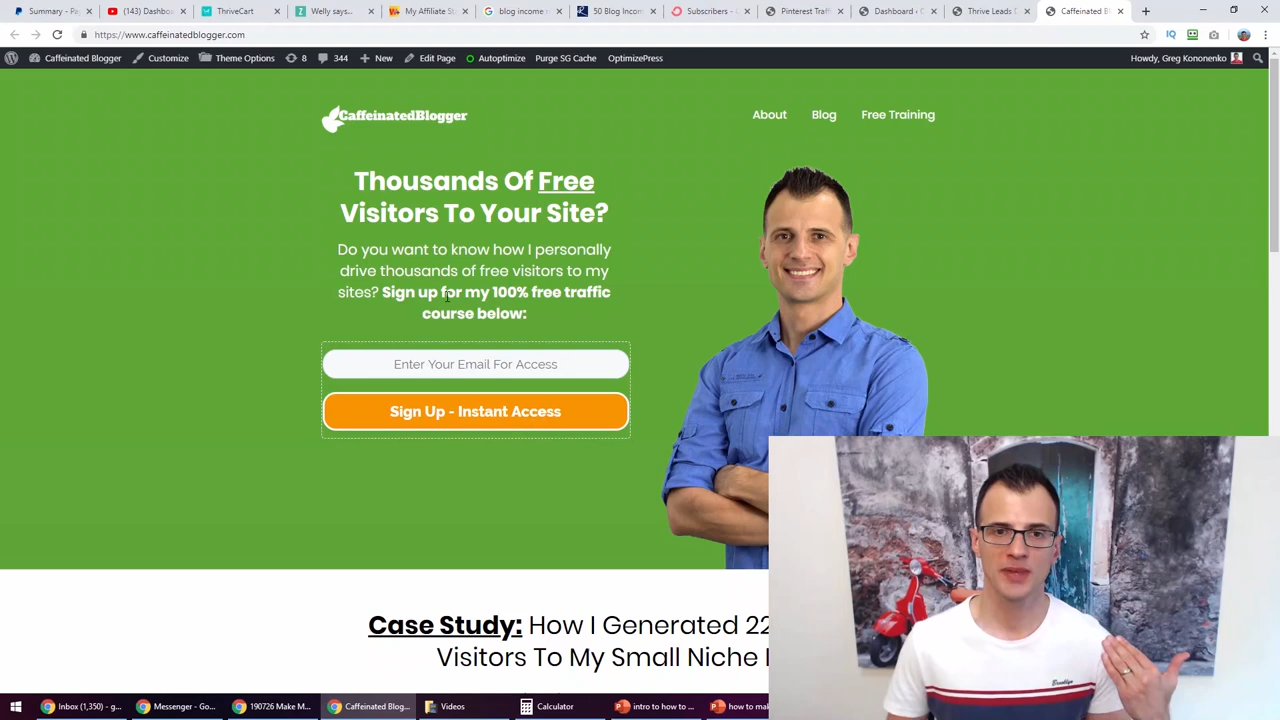 Summary - Pay
(143) Dashboa
ThriveCart
Welly says...
My Affiliate St
blog income r
50 Blog Incom
Subscribers -
Pinterest Traff
Dashboard ‹ C
Thrive Leads D
Caffeinated Bl
https://www.caffeinatedblogger.com
Caffeinated Blogger
Customize
Theme Options
8
344
New
Edit Page
Autoptimize
Purge SG Cache
OptimizePress
Howdy, Greg Kononenko
CaffeinatedBlogger
About
Blog
Free Training
Thousands Of Free
Visitors To Your Site?
Do you want to know how I personally
drive thousands of free visitors to my
sites? Sign up for my 100% free traffic
course below:
Enter Your Email For Access
Sign Up - Instant Access
Case Study: How I Generated 22
Visitors To My Small Niche
Brooklyn
Inbox (1,350) - g...
Messenger - Go...
190726 Make M...
Caffeinated Blog...
Videos
Calculator
intro to how to ...
how to mak